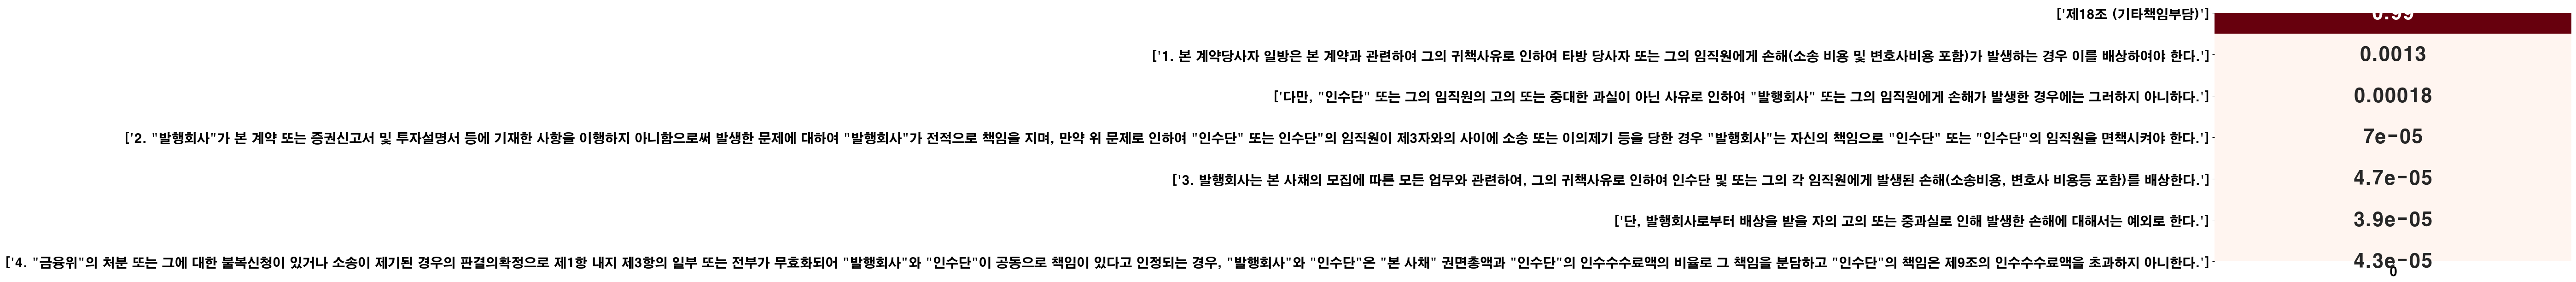 ['제18조 (기타책임부담)'] 0.99
['1. 본 계약당사자 일방은 본 계약과 관련하여 그의 귀책사유로 인하여 타방 당사자 또는 그의 임직원에게 손해(소송 비용 및 변호사비용 포함)가 발생하는 경우 이를 배상하여야 한다.'] 0.0013
['다만, "인수단" 또는 그의 임직원의 고의 또는 중대한 과실이 아닌 사유로 인하여 "발행회사" 또는 그의 임직원에게 손해가 발생한 경우에는 그러하지 아니하다.'] 0.00018
['2. "발행회사"가 본 계약 또는 증권신고서 및 투자설명서 등에 기재한 사항을 이행하지 아니함으로써 발생한 문제에 대하여 "발행회사"가 전적으로 책임을 지며, 만약 위 문제로 인하여 "인수단" 또는 인수단"의 임직원이 제3자와의 사이에 소송 또는 이의제기 등을 당한 경우 "발행회사"는 자신의 책임으로 "인수단" 또는 "인수단"의 임직원을 면책시켜야 한다.'] 7e-05
['3. 발행회사는 본 사채의 모집에 따른 모든 업무와 관련하여, 그의 귀책사유로 인하여 인수단 및 또는 그의 각 임직원에게 발생된 손해(소송비용, 변호사 비용등 포함)를 배상한다.'] 4.7e-05
['단, 발행회사로부터 배상을 받을 자의 고의 또는 중과실로 인해 발생한 손해에 대해서는 예외로 한다.'] 3.9e-05
['4. "금융위"의 처분 또는 그에 대한 불복신청이 있거나 소송이 제기된 경우의 판결의확정으로 제1항 내지 제3항의 일부 또는 전부가 무효화되어 "발행회사"와 "인수단"이 공동으로 책임이 있다고 인정되는 경우, "발행회사"와 "인수단"은 "본 사채" 권면총액과 "인수단"의 인수수수료액의 비율로 그 책임을 분담하고 "인수단"의 책임은 제9조의 인수수수료액을 초과하지 아니한다.'] 4.3e-05
0